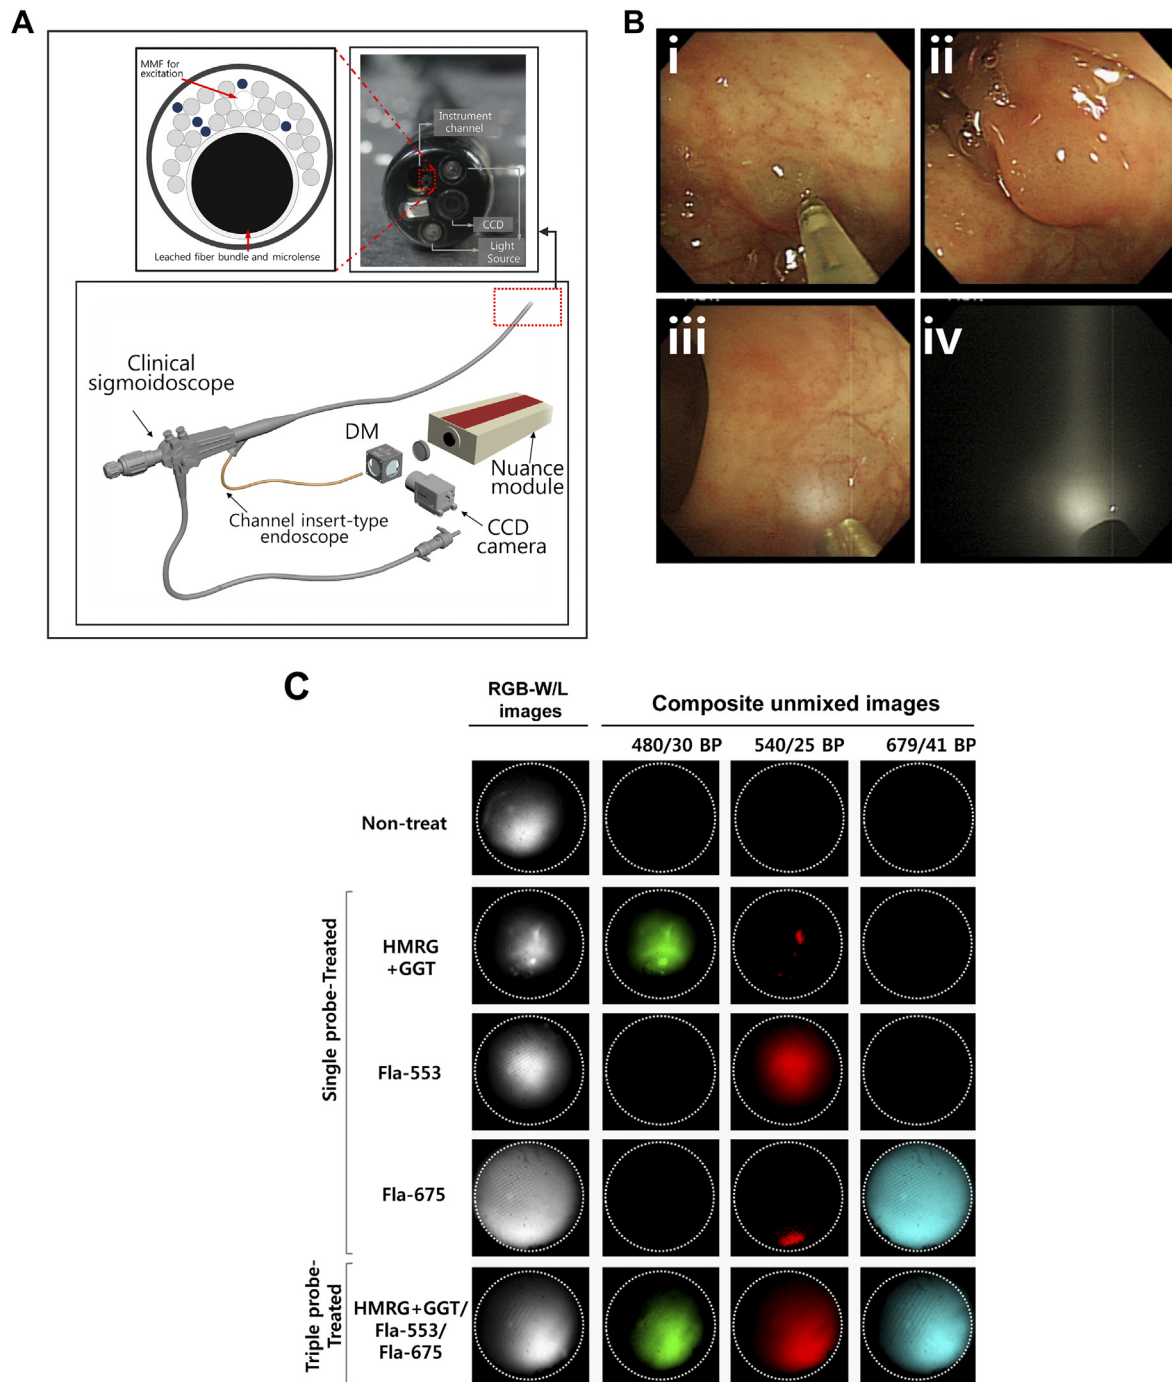 A
MMF for
excitation
Leached fiber bundle and microlense
Instrument
channel
CCD
Light
Source
Clinical
sigmoidoscope
DM
Nuance
module
Channel insert-type
endoscope
CCD
camera
B
i
ii
iii
iv
C
RGB-W/L
images
Composite unmixed images
480/30 BP
540/25 BP
679/41 BP
Non-treat
Single probe-Treated
HMRG
+GGT
Fla-553
Fla-675
Triple probe-
Treated
HMRG+GGT/
Fla-553/
Fla-675